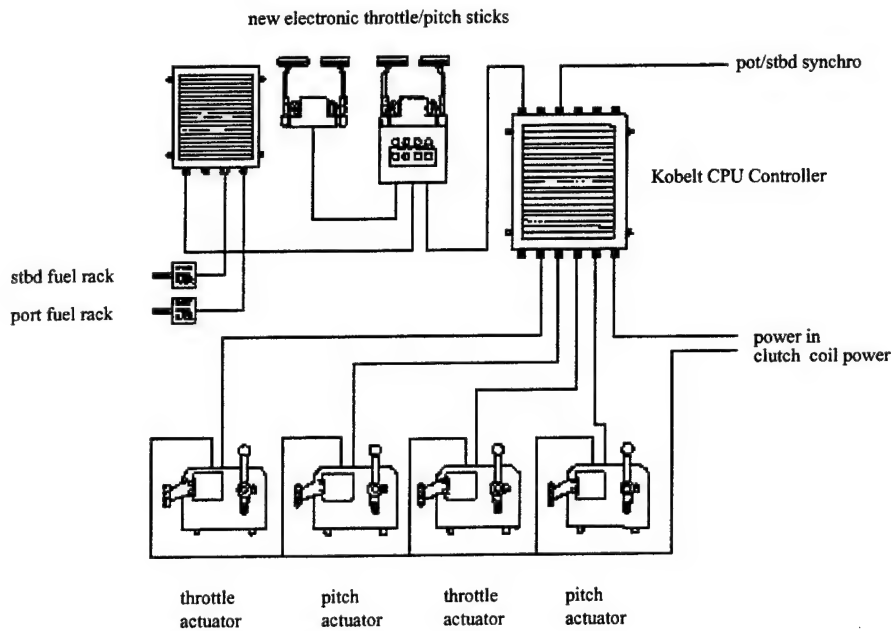 new electronic throttle/pitch sticks
pot/stbd synchro
Kobelt CPU Controller
stbd fuel rack
port fuel rack
power in
clutch coil power
throttle
actuator
pitch
actuator
throttle
actuator
pitch
actuator